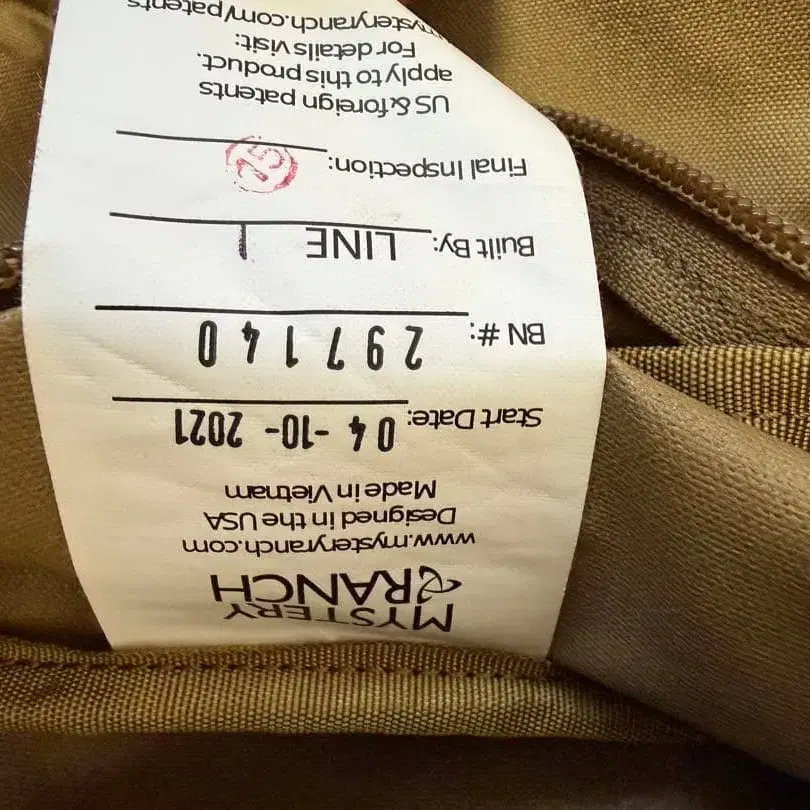 MYSTERY
RANCH
www.mysteryranch.com
Designed in the USA
Made in Vietnam
Start Date: 04-10-2021
BN #: 297140
Built By: LINE 1
Final Inspection: 25
US & foreign patents
apply to this product.
For details visit:
mysteryranch.com/patents